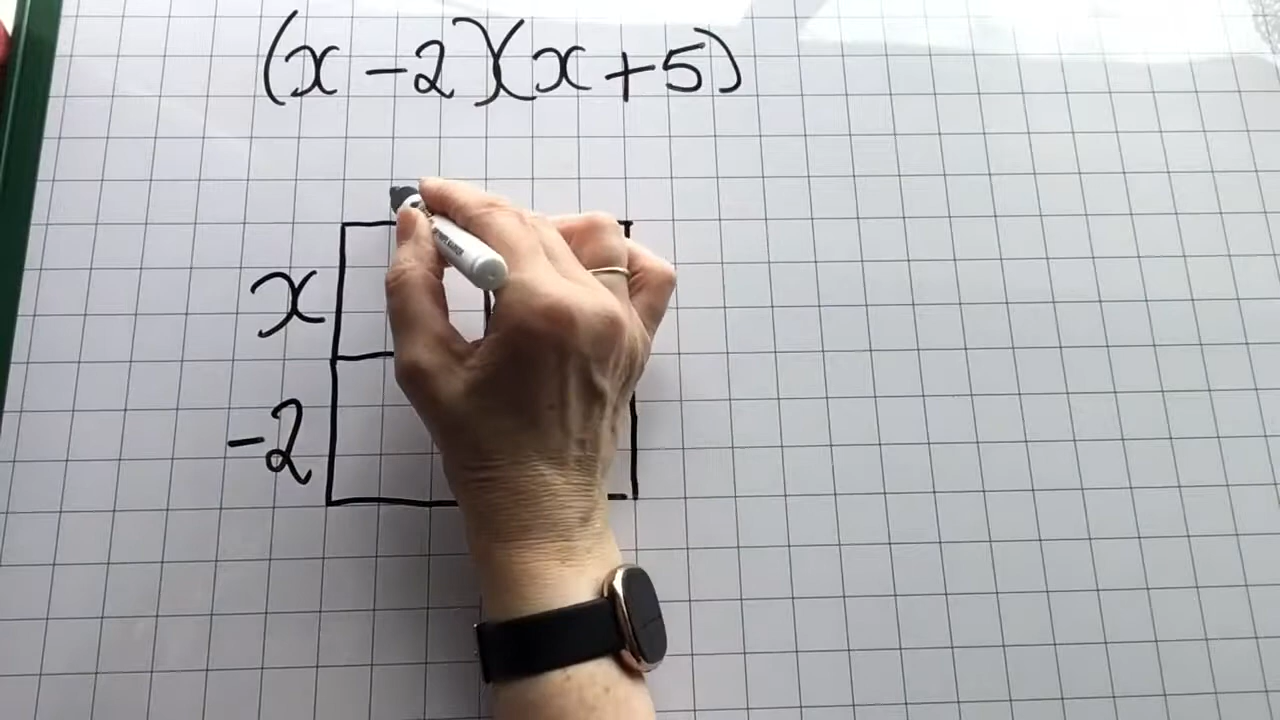 (x - 2)(x + 5)
x
-2